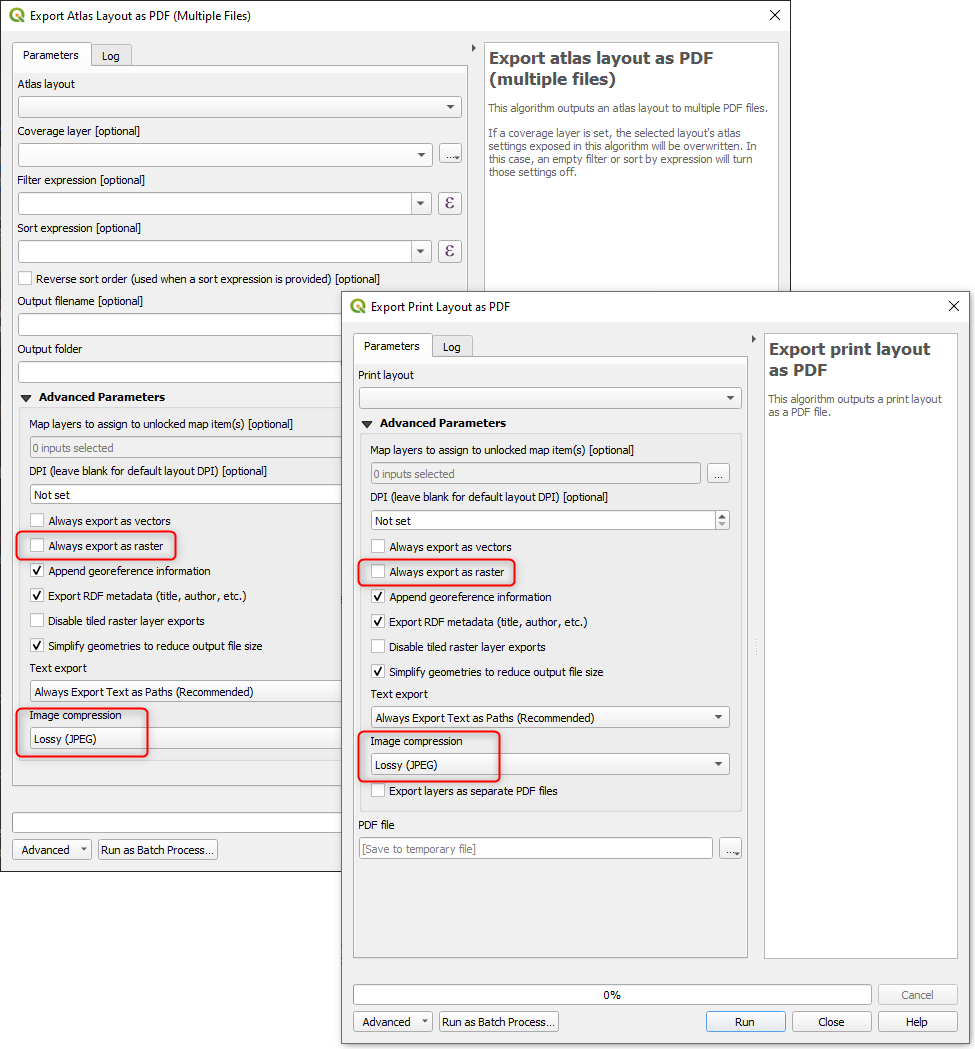 Export Atlas Layout as PDF (Multiple Files)
Parameters
Log
Atlas layout
Coverage layer [optional]
...
Filter expression [optional]
ε
Sort expression [optional]
ε
Reverse sort order (used when a sort expression is provided) [optional]
Output filename [optional]
Output folder
Advanced Parameters
Map layers to assign to unlocked map item(s) [optional]
0 inputs selected
DPI (leave blank for default layout DPI) [optional]
Not set
Always export as vectors
Always export as raster
Append georeference information
Export RDF metadata (title, author, etc.)
Disable tiled raster layer exports
Simplify geometries to reduce output file size
Text export
Always Export Text as Paths (Recommended)
Image compression
Lossy (JPEG)
Advanced
Run as Batch Process...
Export atlas layout as PDF
(multiple files)
This algorithm outputs an atlas layout to multiple PDF files.
If a coverage layer is set, the selected layout's atlas
settings exposed in this algorithm will be overwritten. In
this case, an empty filter or sort by expression will turn
those settings off.
Export Print Layout as PDF
Parameters
Log
Print layout
Advanced Parameters
Map layers to assign to unlocked map item(s) [optional]
0 inputs selected
...
DPI (leave blank for default layout DPI) [optional]
Not set
Always export as vectors
Always export as raster
Append georeference information
Export RDF metadata (title, author, etc.)
Disable tiled raster layer exports
Simplify geometries to reduce output file size
Text export
Always Export Text as Paths (Recommended)
Image compression
Lossy (JPEG)
Export layers as separate PDF files
PDF file
[Save to temporary file]
...
Export print layout
as PDF
This algorithm outputs a print layout
as a PDF file.
0%
Cancel
Advanced
Run as Batch Process...
Run
Close
Help